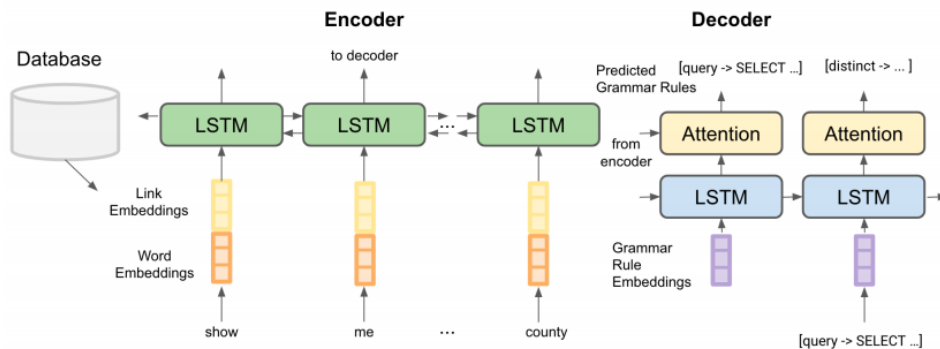 Encoder
Decoder
Database
to decoder
Predicted
Grammar Rules
[query -> SELECT ...]
[distinct -> ... ]
LSTM
LSTM
...
LSTM
from
encoder
Attention
Attention
LSTM
LSTM
Link
Embeddings
Word
Embeddings
Grammar
Rule
Embeddings
show
me
...
county
[query -> SELECT ...]